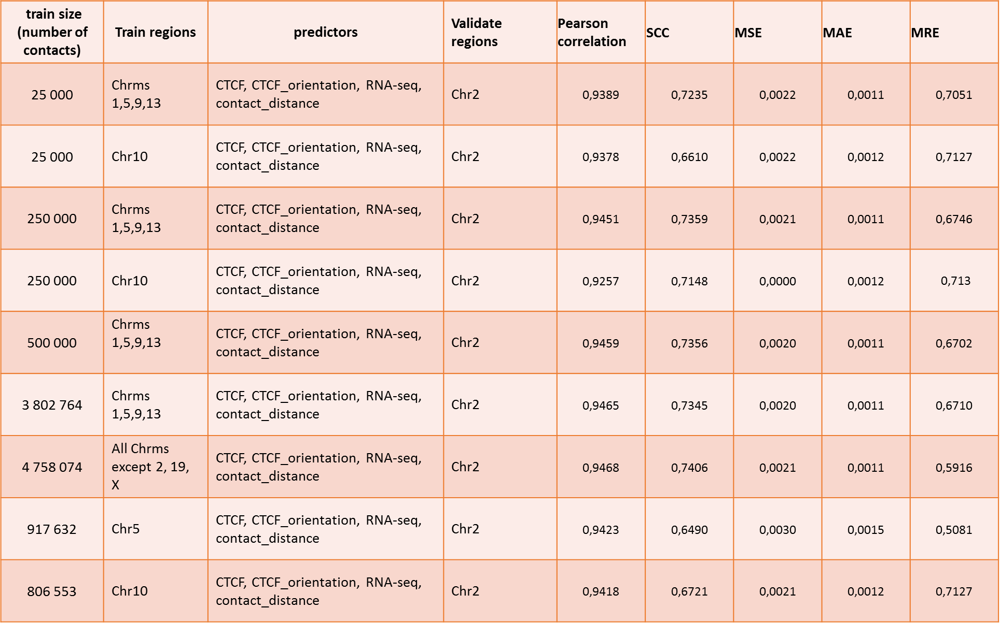 train size
(number of
contacts)
Train regions
predictors
Validate
regions
Pearson
correlation
SCC
MSE
MAE
MRE
25 000
Chrms
1,5,9,13
CTCF, CTCF_orientation, RNA-seq,
contact_distance
Chr2
0,9389
0,7235
0,0022
0,0011
0,7051
25 000
Chr10
CTCF, CTCF_orientation, RNA-seq,
contact_distance
Chr2
0,9378
0,6610
0,0022
0,0012
0,7127
250 000
Chrms
1,5,9,13
CTCF, CTCF_orientation, RNA-seq,
contact_distance
Chr2
0,9451
0,7359
0,0021
0,0011
0,6746
250 000
Chr10
CTCF, CTCF_orientation, RNA-seq,
contact_distance
Chr2
0,9257
0,7148
0,0000
0,0012
0,713
500 000
Chrms
1,5,9,13
CTCF, CTCF_orientation, RNA-seq,
contact_distance
Chr2
0,9459
0,7356
0,0020
0,0011
0,6702
3 802 764
Chrms
1,5,9,13
CTCF, CTCF_orientation, RNA-seq,
contact_distance
Chr2
0,9465
0,7345
0,0020
0,0011
0,6710
4 758 074
All Chrms
except 2, 19,
X
CTCF, CTCF_orientation, RNA-seq,
contact_distance
Chr2
0,9468
0,7406
0,0021
0,0011
0,5916
917 632
Chr5
CTCF, CTCF_orientation, RNA-seq,
contact_distance
Chr2
0,9423
0,6490
0,0030
0,0015
0,5081
806 553
Chr10
CTCF, CTCF_orientation, RNA-seq,
contact_distance
Chr2
0,9418
0,6721
0,0021
0,0012
0,7127